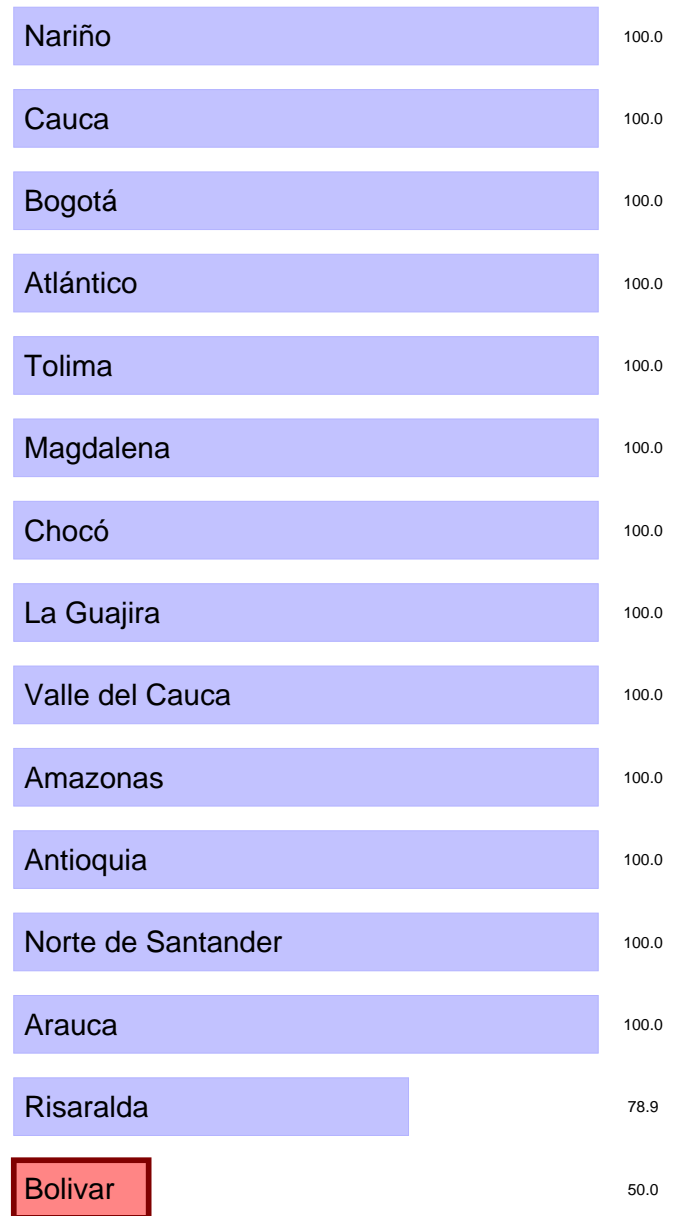 Nariño 100.0
Cauca 100.0
Bogotá 100.0
Atlántico 100.0
Tolima 100.0
Magdalena 100.0
Chocó 100.0
La Guajira 100.0
Valle del Cauca 100.0
Amazonas 100.0
Antioquia 100.0
Norte de Santander 100.0
Arauca 100.0
Risaralda 78.9
Bolivar 50.0